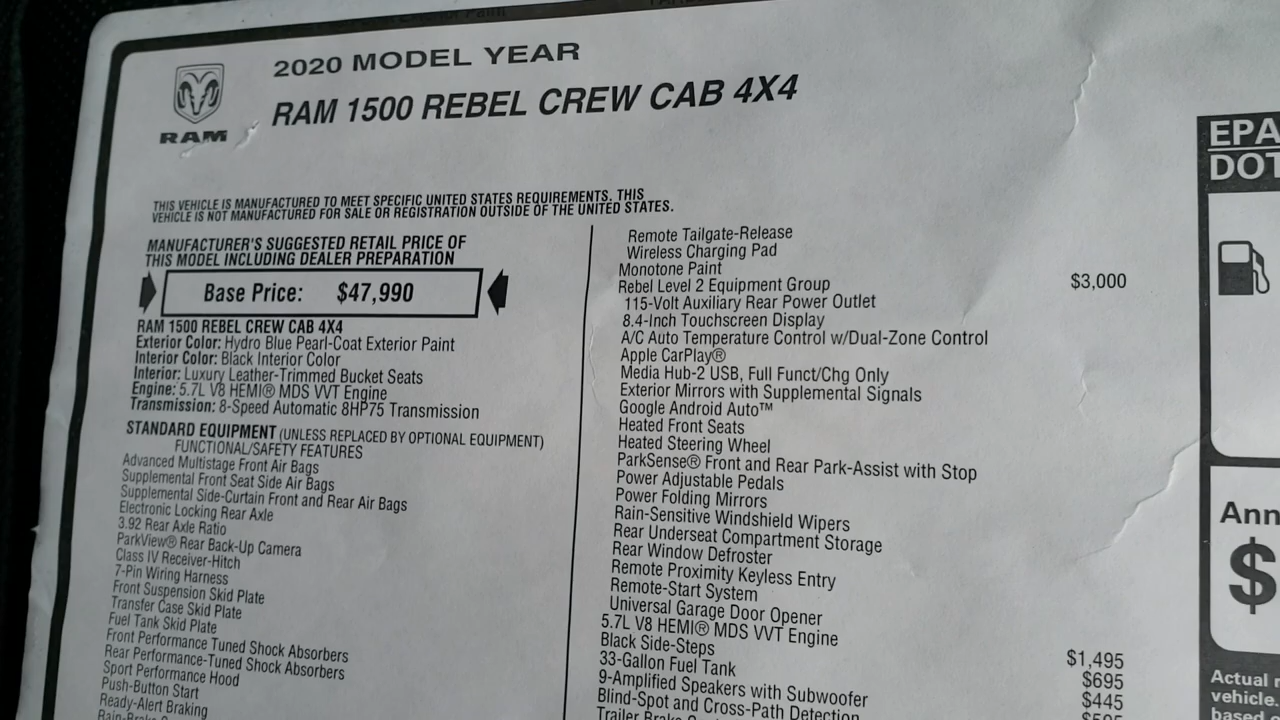 2020 MODEL YEAR
RAM 1500 REBEL CREW CAB 4X4
RAM
THIS VEHICLE IS MANUFACTURED TO MEET SPECIFIC UNITED STATES REQUIREMENTS. THIS
VEHICLE IS NOT MANUFACTURED FOR SALE OR REGISTRATION OUTSIDE OF THE UNITED STATES.
MANUFACTURER'S SUGGESTED RETAIL PRICE OF
THIS MODEL INCLUDING DEALER PREPARATION
Base Price: $47,990
RAM 1500 REBEL CREW CAB 4X4
Exterior Color: Hydro Blue Pearl-Coat Exterior Paint
Interior Color: Black Interior Color
Interior: Luxury Leather-Trimmed Bucket Seats
Engine: 5.7L V8 HEMI® MDS VVT Engine
Transmission: 8-Speed Automatic 8HP75 Transmission
STANDARD EQUIPMENT (UNLESS REPLACED BY OPTIONAL EQUIPMENT)
FUNCTIONAL/SAFETY FEATURES
Advanced Multistage Front Air Bags
Supplemental Front Seat Side Air Bags
Supplemental Side-Curtain Front and Rear Air Bags
Electronic Locking Rear Axle
3.92 Rear Axle Ratio
ParkView® Rear Back-Up Camera
Class IV Receiver-Hitch
7-Pin Wiring Harness
Front Suspension Skid Plate
Transfer Case Skid Plate
Fuel Tank Skid Plate
Front Performance Tuned Shock Absorbers
Rear Performance-Tuned Shock Absorbers
Sport Performance Hood
Push-Button Start
Ready-Alert Braking
Remote Tailgate-Release
Wireless Charging Pad
Monotone Paint
Rebel Level 2 Equipment Group $3,000
115-Volt Auxiliary Rear Power Outlet
8.4-Inch Touchscreen Display
A/C Auto Temperature Control w/Dual-Zone Control
Apple CarPlay®
Media Hub-2 USB, Full Funct/Chg Only
Exterior Mirrors with Supplemental Signals
Google Android Auto™
Heated Front Seats
Heated Steering Wheel
ParkSense® Front and Rear Park-Assist with Stop
Power Adjustable Pedals
Power Folding Mirrors
Rain-Sensitive Windshield Wipers
Rear Underseat Compartment Storage
Rear Window Defroster
Remote Proximity Keyless Entry
Remote-Start System
Universal Garage Door Opener
5.7L V8 HEMI® MDS VVT Engine $1,495
Black Side-Steps $695
33-Gallon Fuel Tank $445
9-Amplified Speakers with Subwoofer
Blind-Spot and Cross-Path Detection
Trailer Brake
EPA
DOT
Ann
$
Actual
vehicle.
based